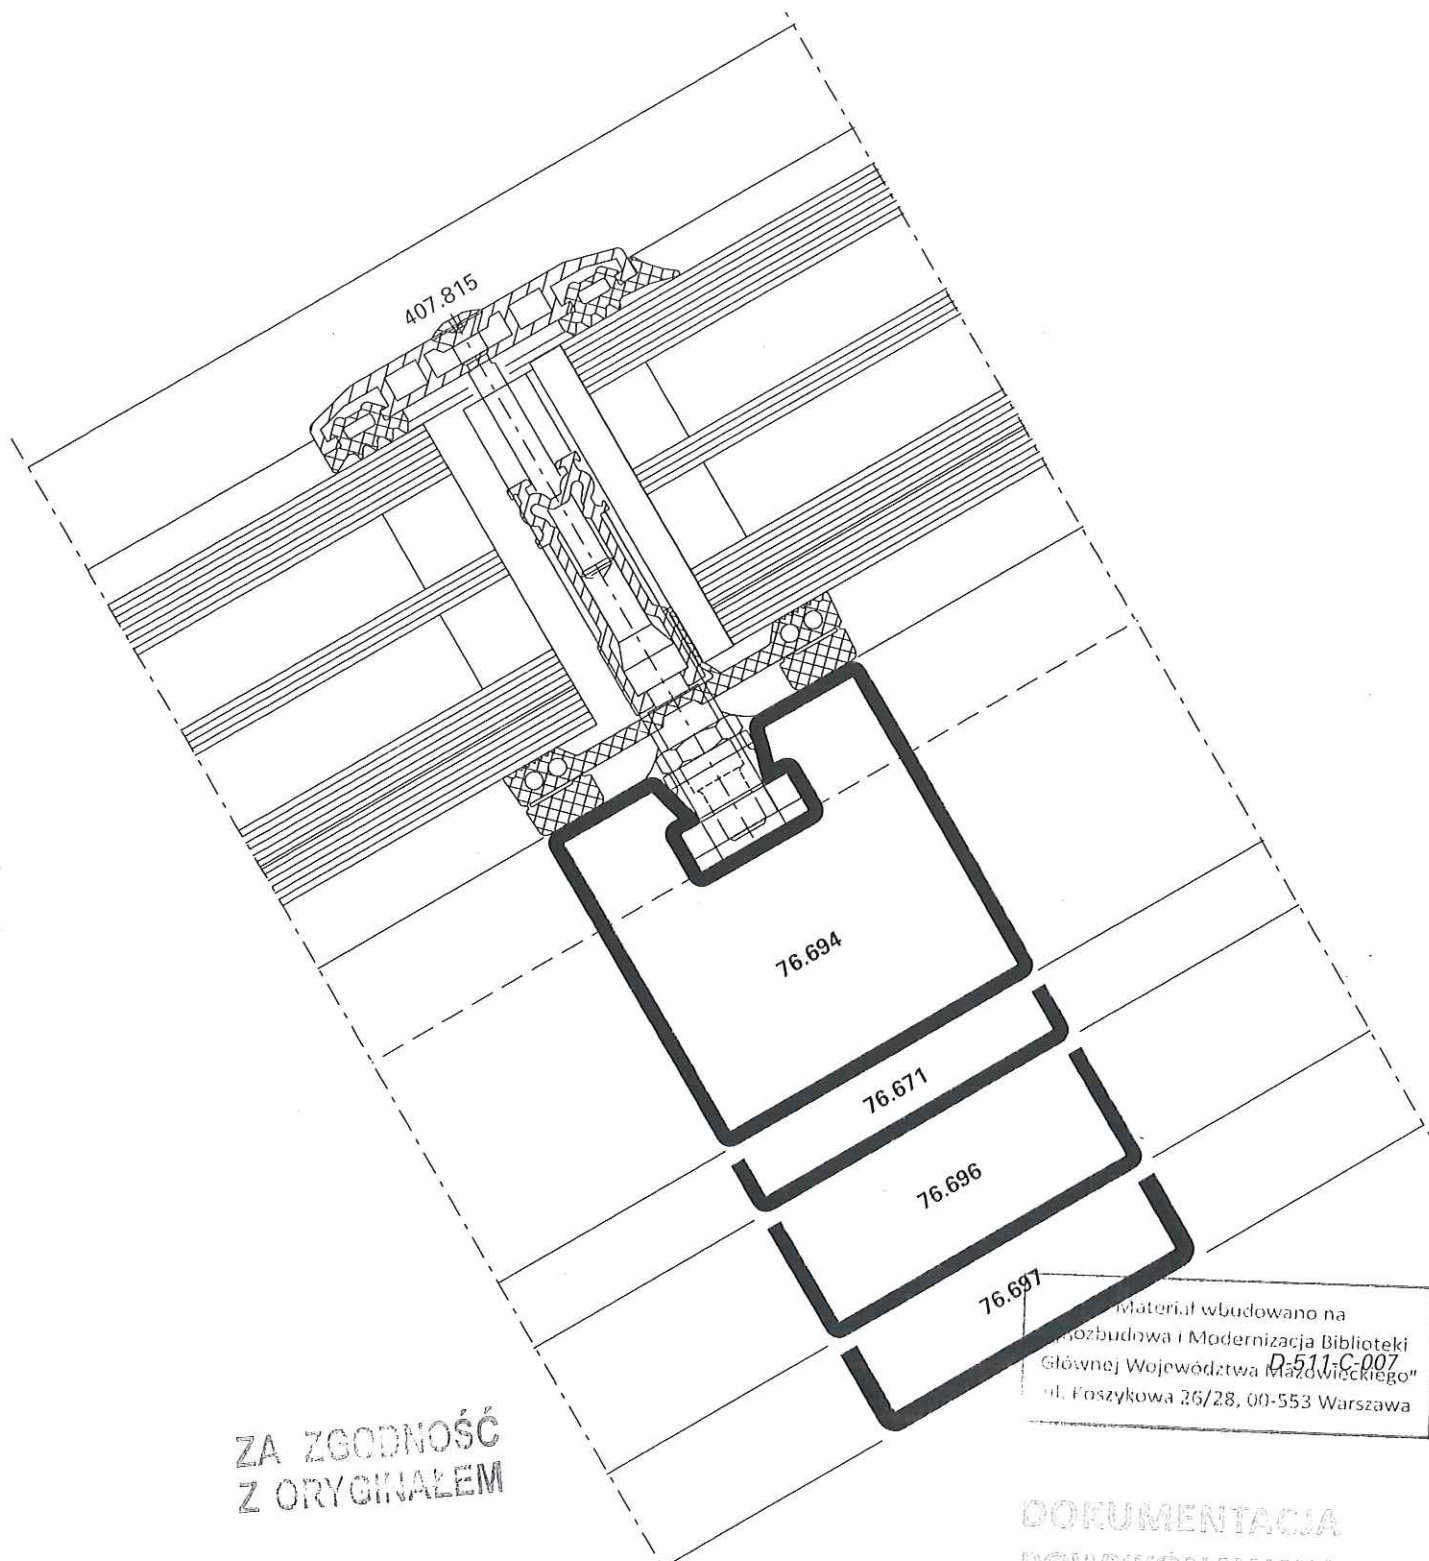 407.815
76.694
76.671
76.696
76.697
Materiał wbudowano na
Rozbudowa i Modernizacja Biblioteki
D-511-C-007
Głównej Województwa Mazowieckiego"
ul. Koszykowa 26/28, 00-553 Warszawa
ZA ZGODNOŚĆ
Z ORYGINAŁEM
DOKUMENTACJA